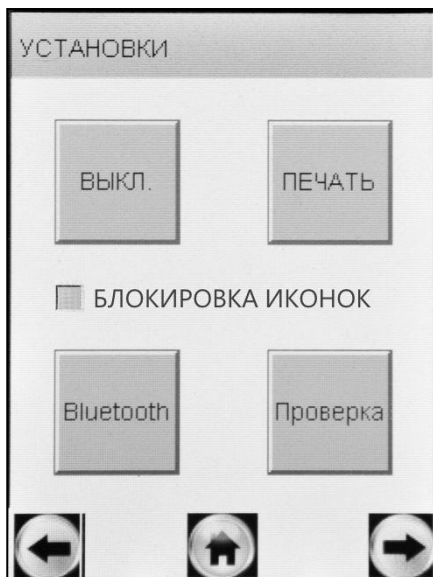 УСТАНОВКИ
ВЫКЛ.
ПЕЧАТЬ
БЛОКИРОВКА ИКОНОК
Bluetooth
Проверка